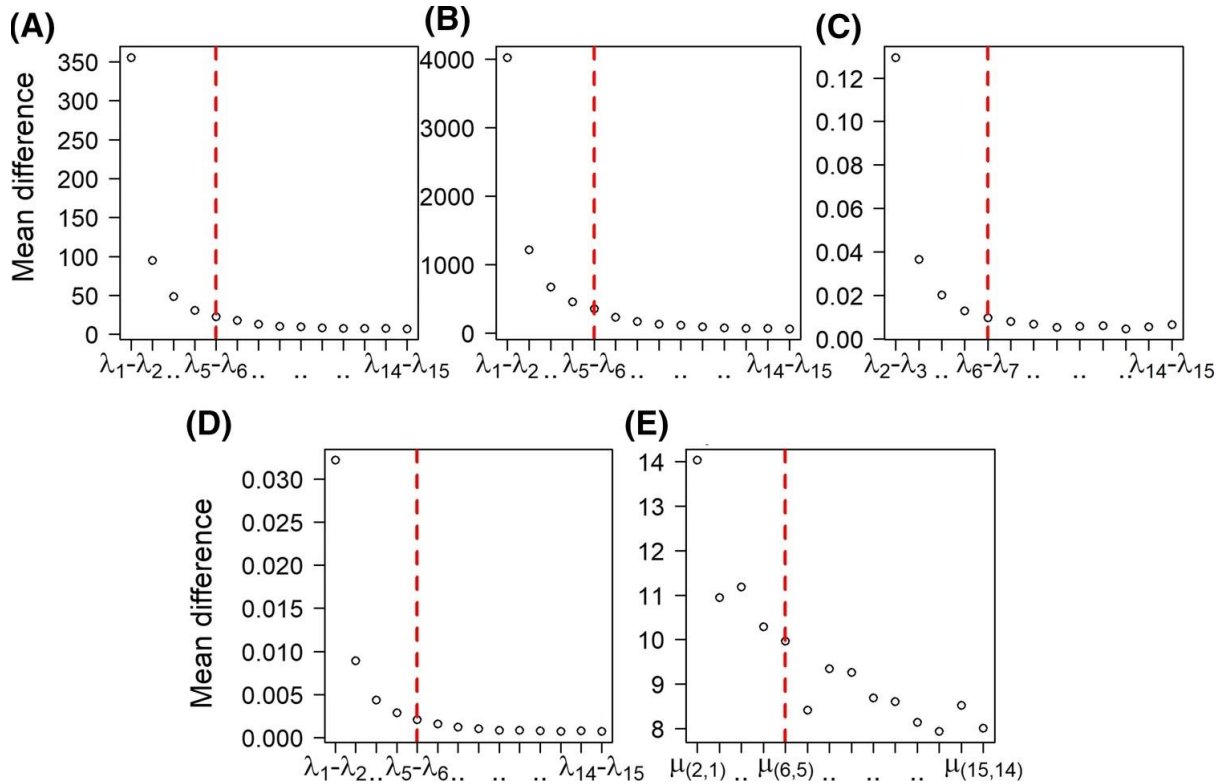 (A)
350
300
250
200
150
100
50
0
Mean difference
λ1-λ2.. λ5-λ6.. .. .. λ14-λ15
(B)
4000
3000
2000
1000
0
λ1-λ2.. λ5-λ6.. .. .. λ14-λ15
(C)
0.12
0.10
0.08
0.06
0.04
0.02
0.00
λ2-λ3 .. λ6-λ7 .. .. ..λ14-λ15
(D)
0.030
0.025
0.020
0.015
0.010
0.005
0.000
Mean difference
λ1-λ2.. λ5-λ6.. .. .. λ14-λ15
(E)
14
13
12
11
10
9
8
μ(2,1) .. μ(6,5) .. .. .. μ(15,14)